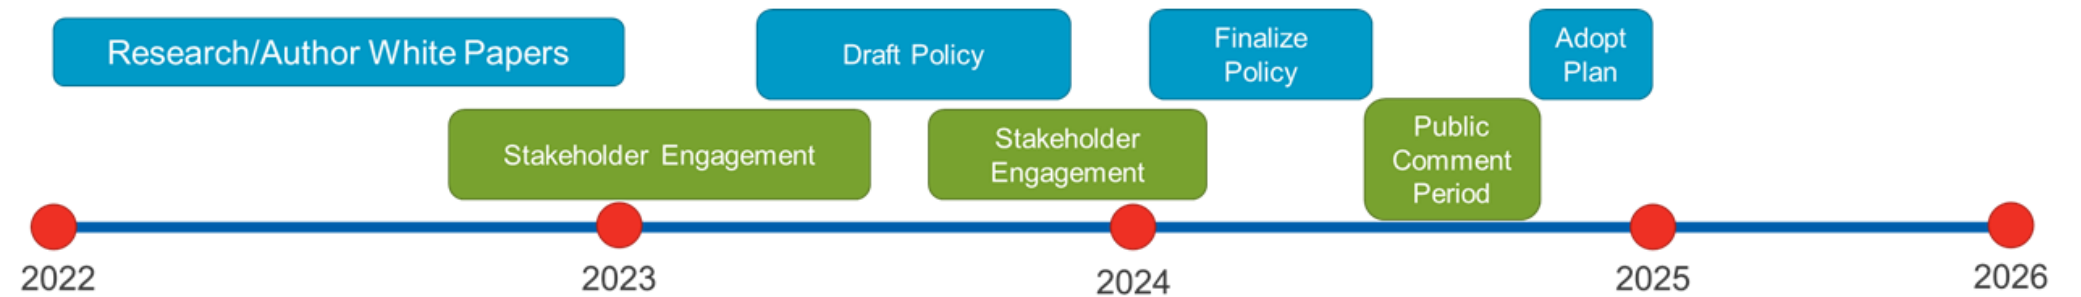 Research/Author White Papers
Draft Policy
Finalize
Policy
Adopt
Plan
Stakeholder Engagement
Stakeholder
Engagement
Public
Comment
Period
2022
2023
2024
2025
2026